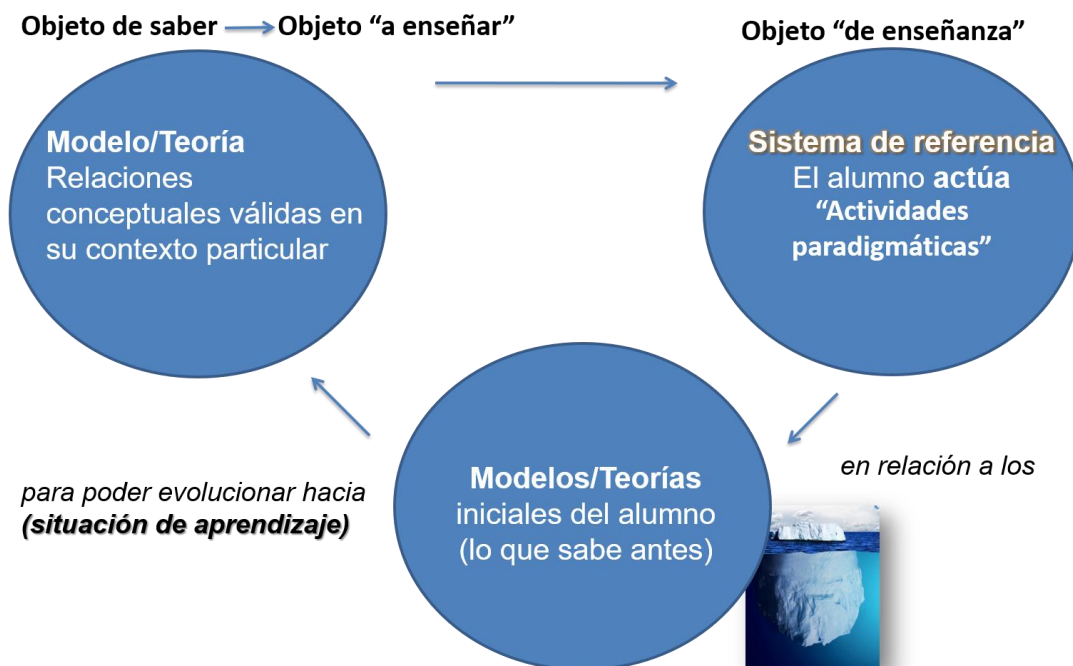 Objeto de saber → Objeto “a enseñar”
Objeto “de enseñanza”
Modelo/Teoría
Relaciones
conceptuales válidas en
su contexto particular
Sistema de referencia
El alumno actúa
“Actividades
paradigmáticas”
en relación a los
Modelos/Teorías
iniciales del alumno
(lo que sabe antes)
para poder evolucionar hacia
(situación de aprendizaje)